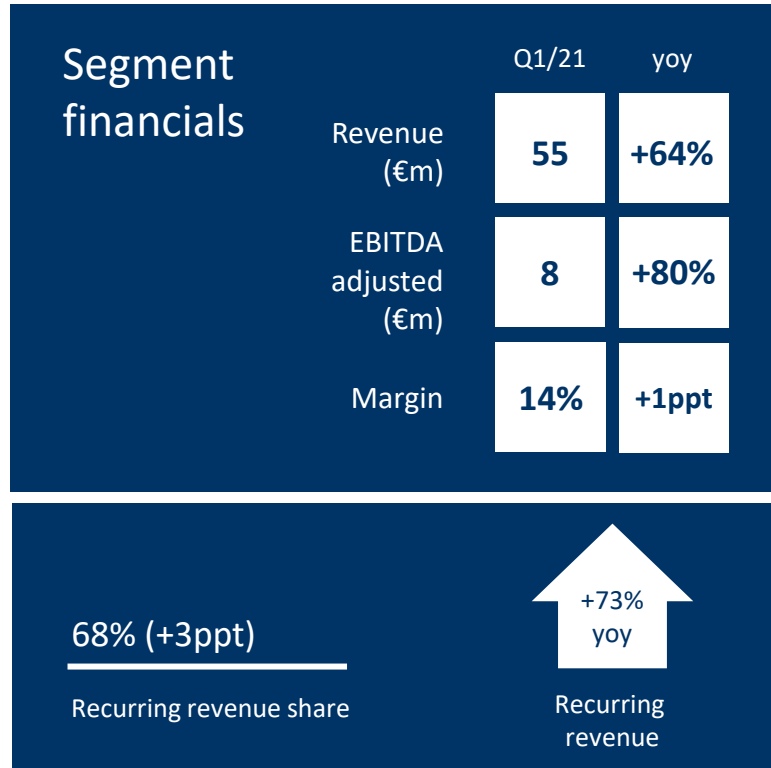 Segment
financials
Q1/21 yoy
Revenue
(€m)
55 +64%
EBITDA
adjusted
(€m)
8 +80%
Margin 14% +1ppt
68% (+3ppt)
Recurring revenue share
+73%
yoy
Recurring
revenue